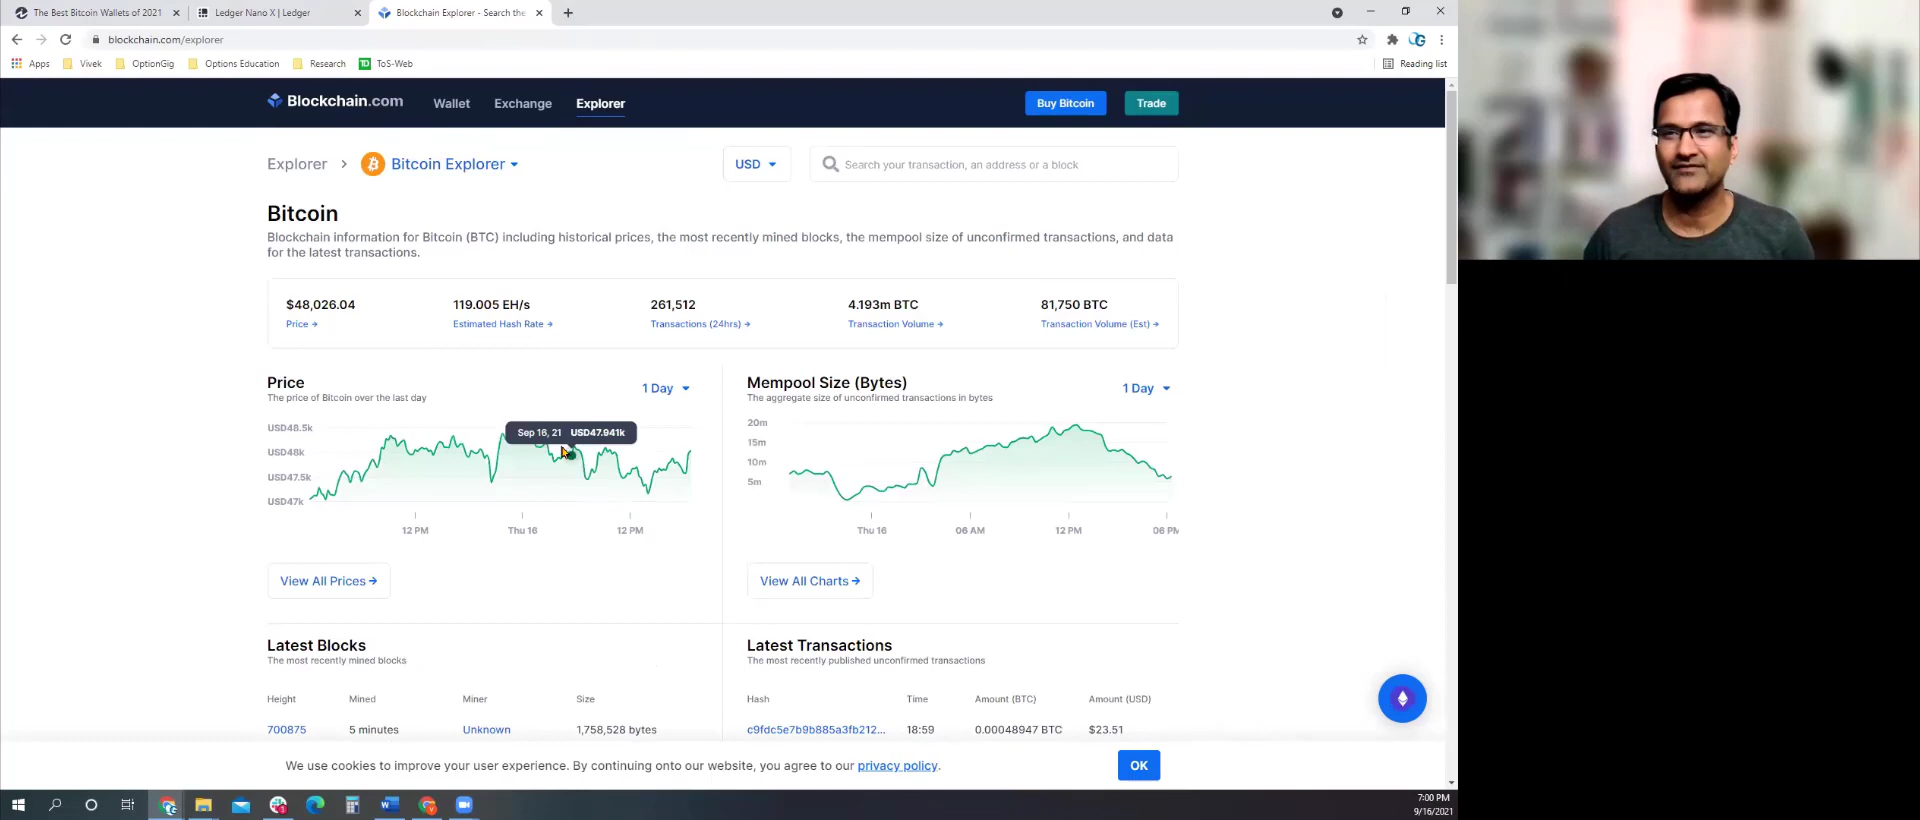 The Best Bitcoin Wallets of 2021
Ledger Nano X | Ledger
Blockchain Explorer - Search the
blockchain.com/explorer
Apps
Vivek
OptionGig
Options Education
Research
ToS-Web
Reading list
Blockchain.com
Wallet
Exchange
Explorer
Buy Bitcoin
Trade
Explorer
Bitcoin Explorer
USD
Search your transaction, an address or a block
Bitcoin
Blockchain information for Bitcoin (BTC) including historical prices, the most recently mined blocks, the mempool size of unconfirmed transactions, and data
for the latest transactions.
$48,026.04
119.005 EH/s
261,512
4.193m BTC
81,750 BTC
Price →
Estimated Hash Rate →
Transactions (24hrs) →
Transaction Volume →
Transaction Volume (Est) →
Price
1 Day
The price of Bitcoin over the last day
USD48.5k
USD48k
USD47.5k
USD47k
Sep 16, 21 USD47.941k
12 PM
Thu 16
12 PM
View All Prices →
Mempool Size (Bytes)
1 Day
The aggregate size of unconfirmed transactions in bytes
20m
15m
10m
5m
Thu 16
06 AM
12 PM
06 PM
View All Charts →
Latest Blocks
The most recently mined blocks
Height
Mined
Miner
Size
700875
5 minutes
Unknown
1,758,528 bytes
Latest Transactions
The most recently published unconfirmed transactions
Hash
Time
Amount (BTC)
Amount (USD)
c9fdc5e7b9b885a3fb212...
18:59
0.00048947 BTC
$23.51
We use cookies to improve your user experience. By continuing onto our website, you agree to our privacy policy.
OK
7:00 PM
9/16/2021